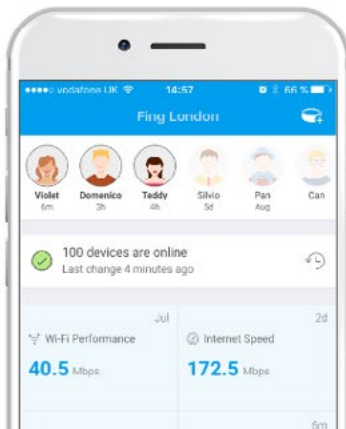 vodafone UK 14:57 66 %
Fing London
Violet Domenico Teddy Silvio Pan Can
6m 3h 4h 5d Aug
100 devices are online
Last change 4 minutes ago
Jul 2d
Wi-Fi Performance Internet Speed
40.5 Mbps 172.5 Mbps
6m